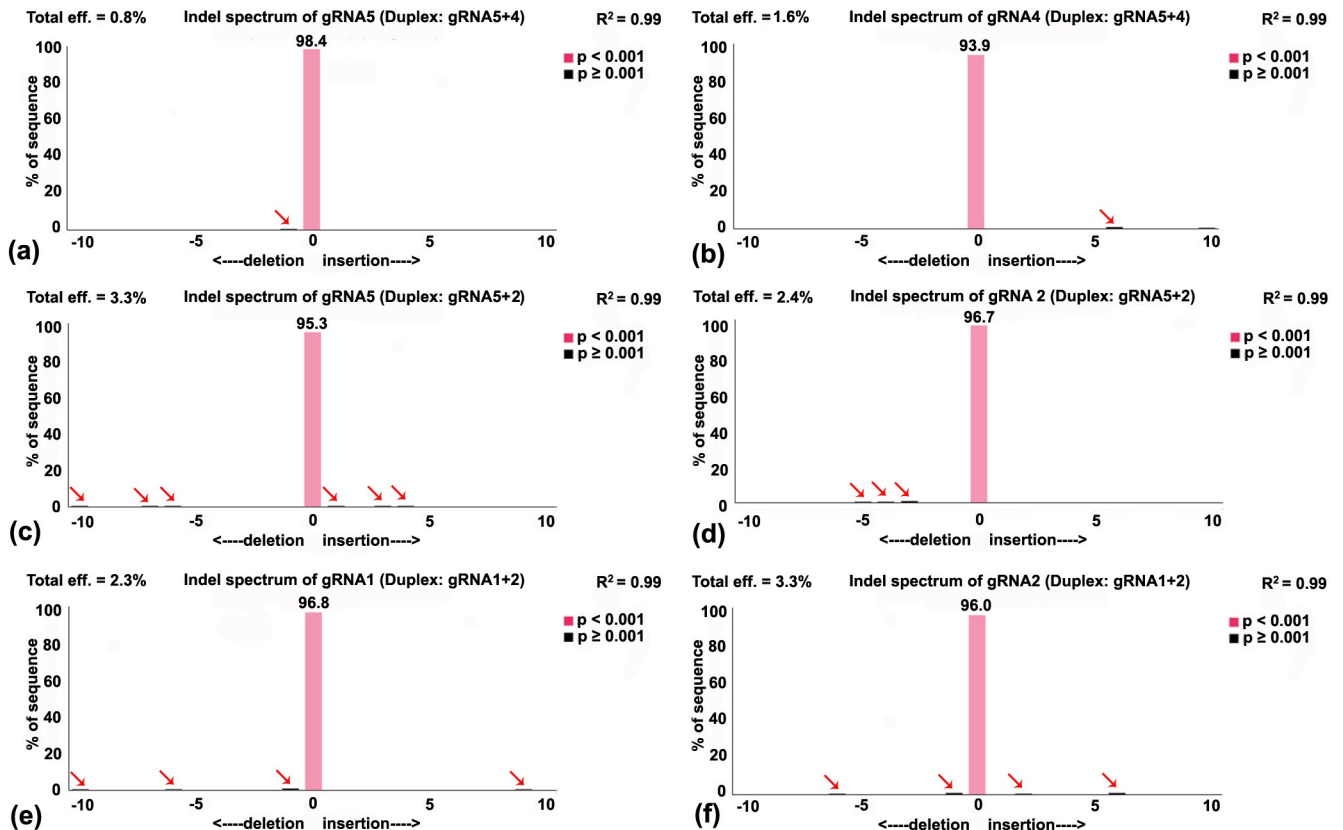 Total eff. = 0.8% Indel spectrum of gRNA5 (Duplex: gRNA5+4) R² = 0.99
98.4
p < 0.001
p ≥ 0.001
% of sequence
100
80
60
40
20
0
-10 -5 0 5 10
<----deletion insertion---->
(a)
Total eff. = 1.6% Indel spectrum of gRNA4 (Duplex: gRNA5+4) R² = 0.99
93.9
p < 0.001
p ≥ 0.001
% of sequence
100
80
60
40
20
0
-10 -5 0 5 10
<----deletion insertion---->
(b)
Total eff. = 3.3% Indel spectrum of gRNA5 (Duplex: gRNA5+2) R² = 0.99
95.3
p < 0.001
p ≥ 0.001
% of sequence
100
80
60
40
20
0
-10 -5 0 5 10
<----deletion insertion---->
(c)
Total eff. = 2.4% Indel spectrum of gRNA 2 (Duplex: gRNA5+2) R² = 0.99
96.7
p < 0.001
p ≥ 0.001
% of sequence
100
80
60
40
20
0
-10 -5 0 5 10
<----deletion insertion---->
(d)
Total eff. = 2.3% Indel spectrum of gRNA1 (Duplex: gRNA1+2) R² = 0.99
96.8
p < 0.001
p ≥ 0.001
% of sequence
100
80
60
40
20
0
-10 -5 0 5 10
<----deletion insertion---->
(e)
Total eff. = 3.3% Indel spectrum of gRNA2 (Duplex: gRNA1+2) R² = 0.99
96.0
p < 0.001
p ≥ 0.001
% of sequence
100
80
60
40
20
0
-10 -5 0 5 10
<----deletion insertion---->
(f)